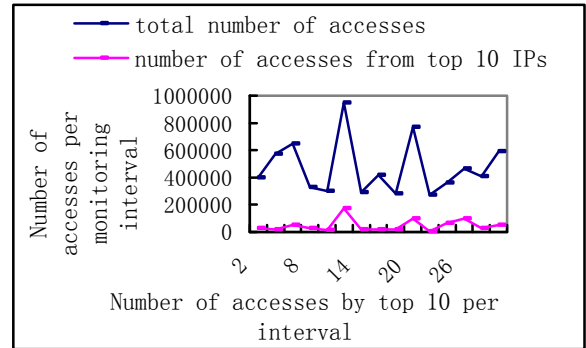 total number of accesses
number of accesses from top 10 IPs
Number of
accesses per
monitoring
interval
1000000
800000
600000
400000
200000
0
2
8
14
20
26
Number of accesses by top 10 per
interval